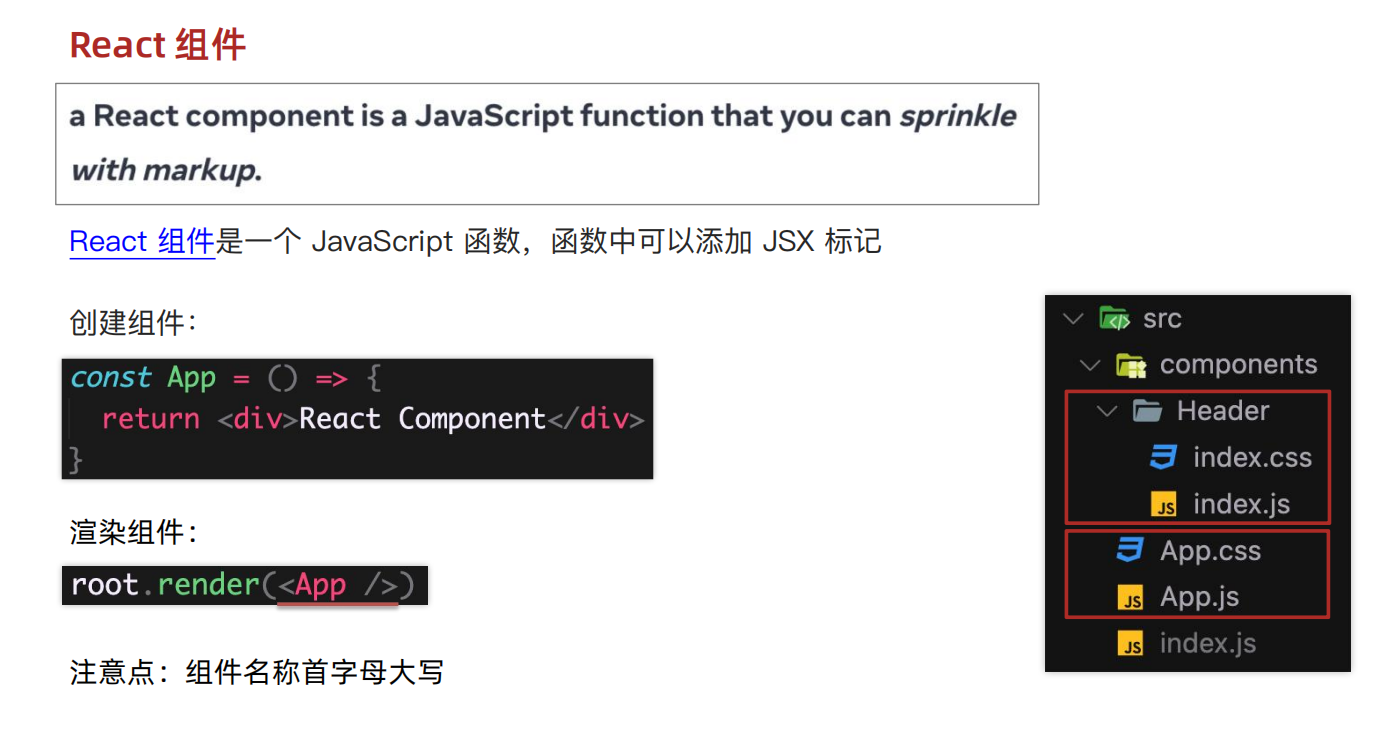 React 组件
a React component is a JavaScript function that you can sprinkle
with markup.
React 组件是一个 JavaScript 函数，函数中可以添加 JSX 标记
创建组件：
const App = () => {
return <div>React Component</div>
}
渲染组件：
root.render(<App />)
注意点：组件名称首字母大写
src
components
Header
index.css
index.js
App.css
App.js
index.js